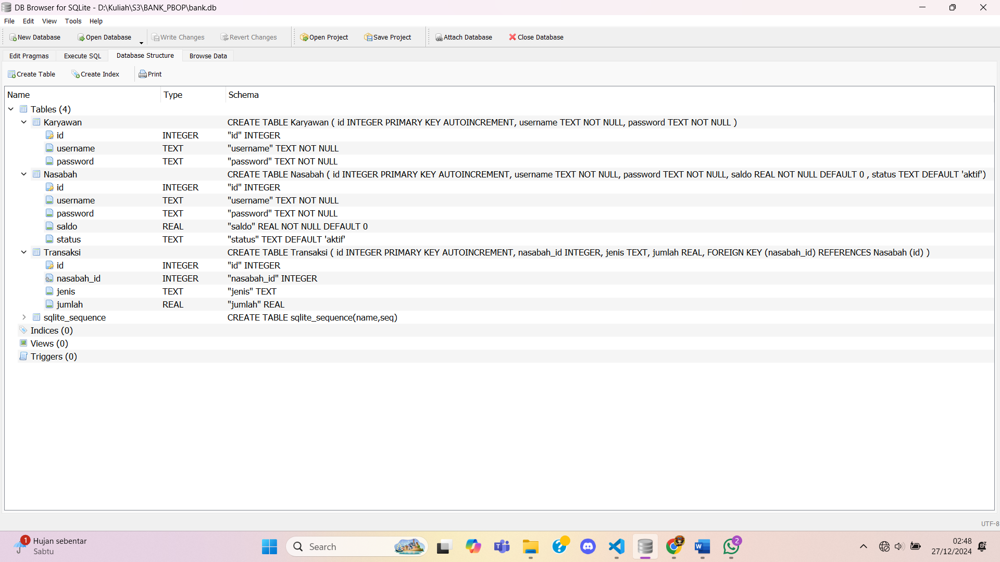 DB Browser for SQLite - D:\Kuliah\S3\BANK_PBOP\bank.db
File Edit View Tools Help
New Database Open Database Write Changes Revert Changes Open Project Save Project Attach Database Close Database
Edit Pragmas Execute SQL Database Structure Browse Data
Create Table Create Index Print
Name Type Schema
Tables (4)
Karyawan CREATE TABLE Karyawan ( id INTEGER PRIMARY KEY AUTOINCREMENT, username TEXT NOT NULL, password TEXT NOT NULL )
id INTEGER "id" INTEGER
username TEXT "username" TEXT NOT NULL
password TEXT "password" TEXT NOT NULL
Nasabah CREATE TABLE Nasabah ( id INTEGER PRIMARY KEY AUTOINCREMENT, username TEXT NOT NULL, password TEXT NOT NULL, saldo REAL NOT NULL DEFAULT 0 , status TEXT DEFAULT 'aktif')
id INTEGER "id" INTEGER
username TEXT "username" TEXT NOT NULL
password TEXT "password" TEXT NOT NULL
saldo REAL "saldo" REAL NOT NULL DEFAULT 0
status TEXT "status" TEXT DEFAULT 'aktif'
Transaksi CREATE TABLE Transaksi ( id INTEGER PRIMARY KEY AUTOINCREMENT, nasabah_id INTEGER, jenis TEXT, jumlah REAL, FOREIGN KEY (nasabah_id) REFERENCES Nasabah (id) )
id INTEGER "id" INTEGER
nasabah_id INTEGER "nasabah_id" INTEGER
jenis TEXT "jenis" TEXT
jumlah REAL "jumlah" REAL
sqlite_sequence CREATE TABLE sqlite_sequence(name,seq)
Indices (0)
Views (0)
Triggers (0)
UTF-8
1 Hujan sebentar
Sabtu
Search
2
02:48
27/12/2024